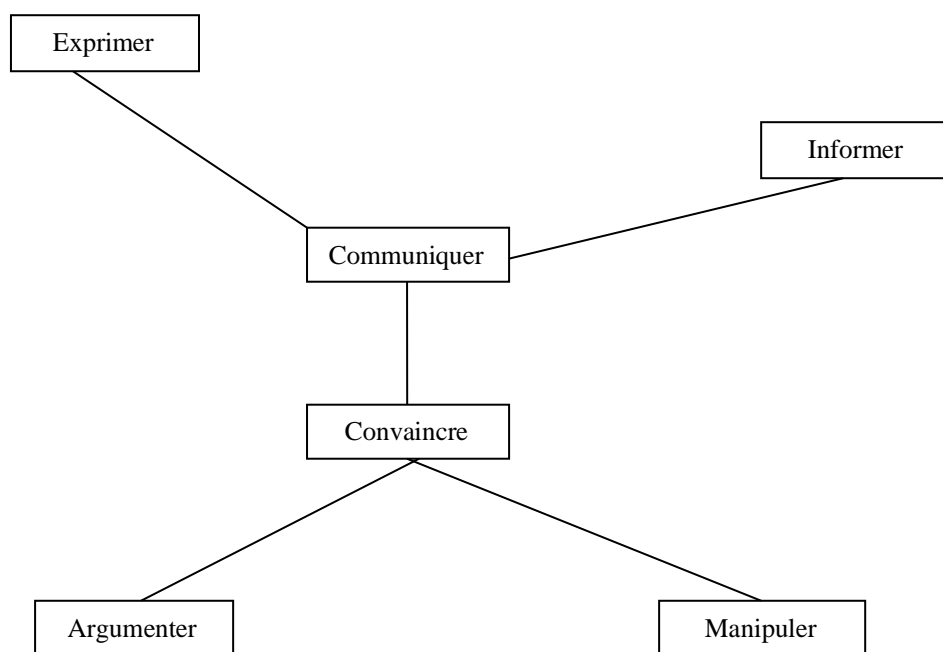 Exprimer
Informer
Communiquer
Convaincre
Argumenter
Manipuler